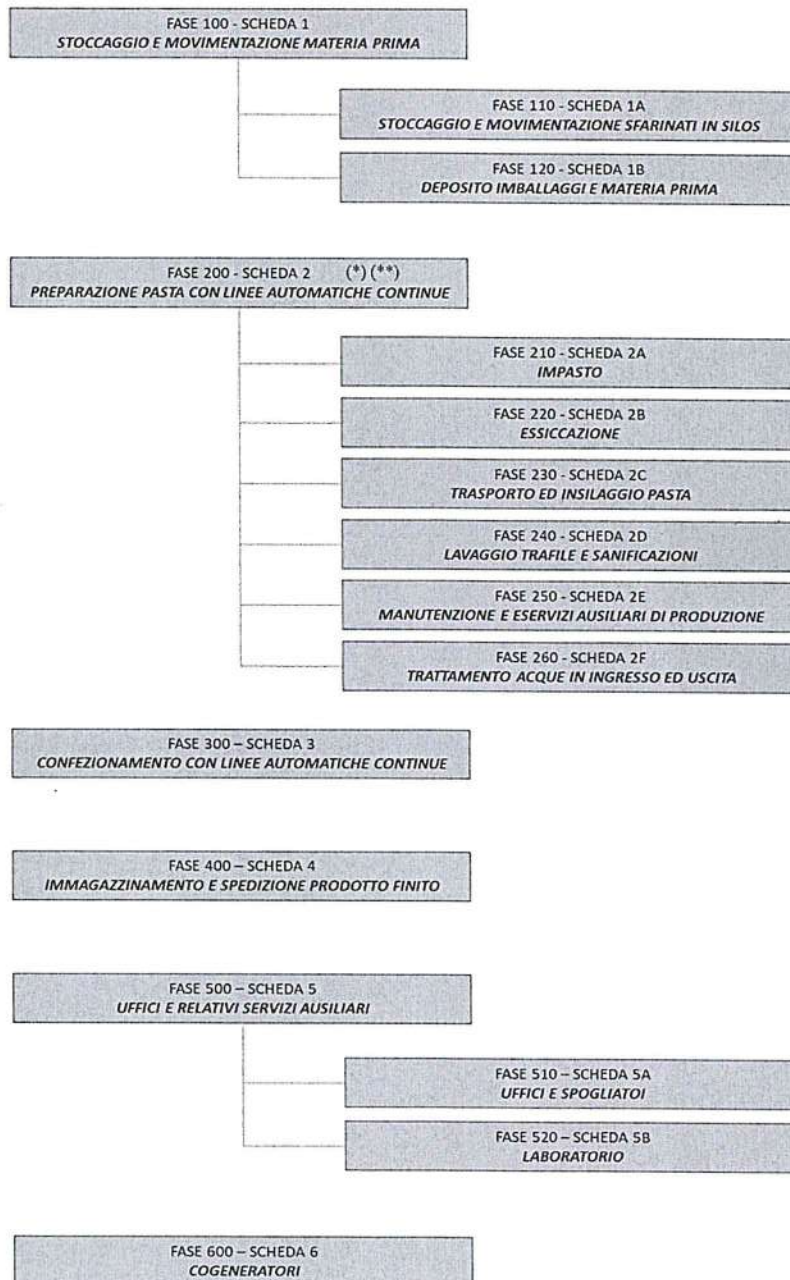 FASE 100 - SCHEDA 1
STOCCAGGIO E MOVIMENTAZIONE MATERIA PRIMA
FASE 110 - SCHEDA 1A
STOCCAGGIO E MOVIMENTAZIONE SFARINATI IN SILOS
FASE 120 - SCHEDA 1B
DEPOSITO IMBALLAGGI E MATERIA PRIMA
FASE 200 - SCHEDA 2 (*) (**)
PREPARAZIONE PASTA CON LINEE AUTOMATICHE CONTINUE
FASE 210 - SCHEDA 2A
IMPASTO
FASE 220 - SCHEDA 2B
ESSICCAZIONE
FASE 230 - SCHEDA 2C
TRASPORTO ED INSILAGGIO PASTA
FASE 240 - SCHEDA 2D
LAVAGGIO TRAFILE E SANIFICAZIONI
FASE 250 - SCHEDA 2E
MANUTENZIONE E ESERVIZI AUSILIARI DI PRODUZIONE
FASE 260 - SCHEDA 2F
TRATTAMENTO ACQUE IN INGRESSO ED USCITA
FASE 300 – SCHEDA 3
CONFEZIONAMENTO CON LINEE AUTOMATICHE CONTINUE
FASE 400 – SCHEDA 4
IMMAGAZZINAMENTO E SPEDIZIONE PRODOTTO FINITO
FASE 500 – SCHEDA 5
UFFICI E RELATIVI SERVIZI AUSILIARI
FASE 510 – SCHEDA 5A
UFFICI E SPOGLIATOI
FASE 520 – SCHEDA 5B
LABORATORIO
FASE 600 – SCHEDA 6
COGENERATORI